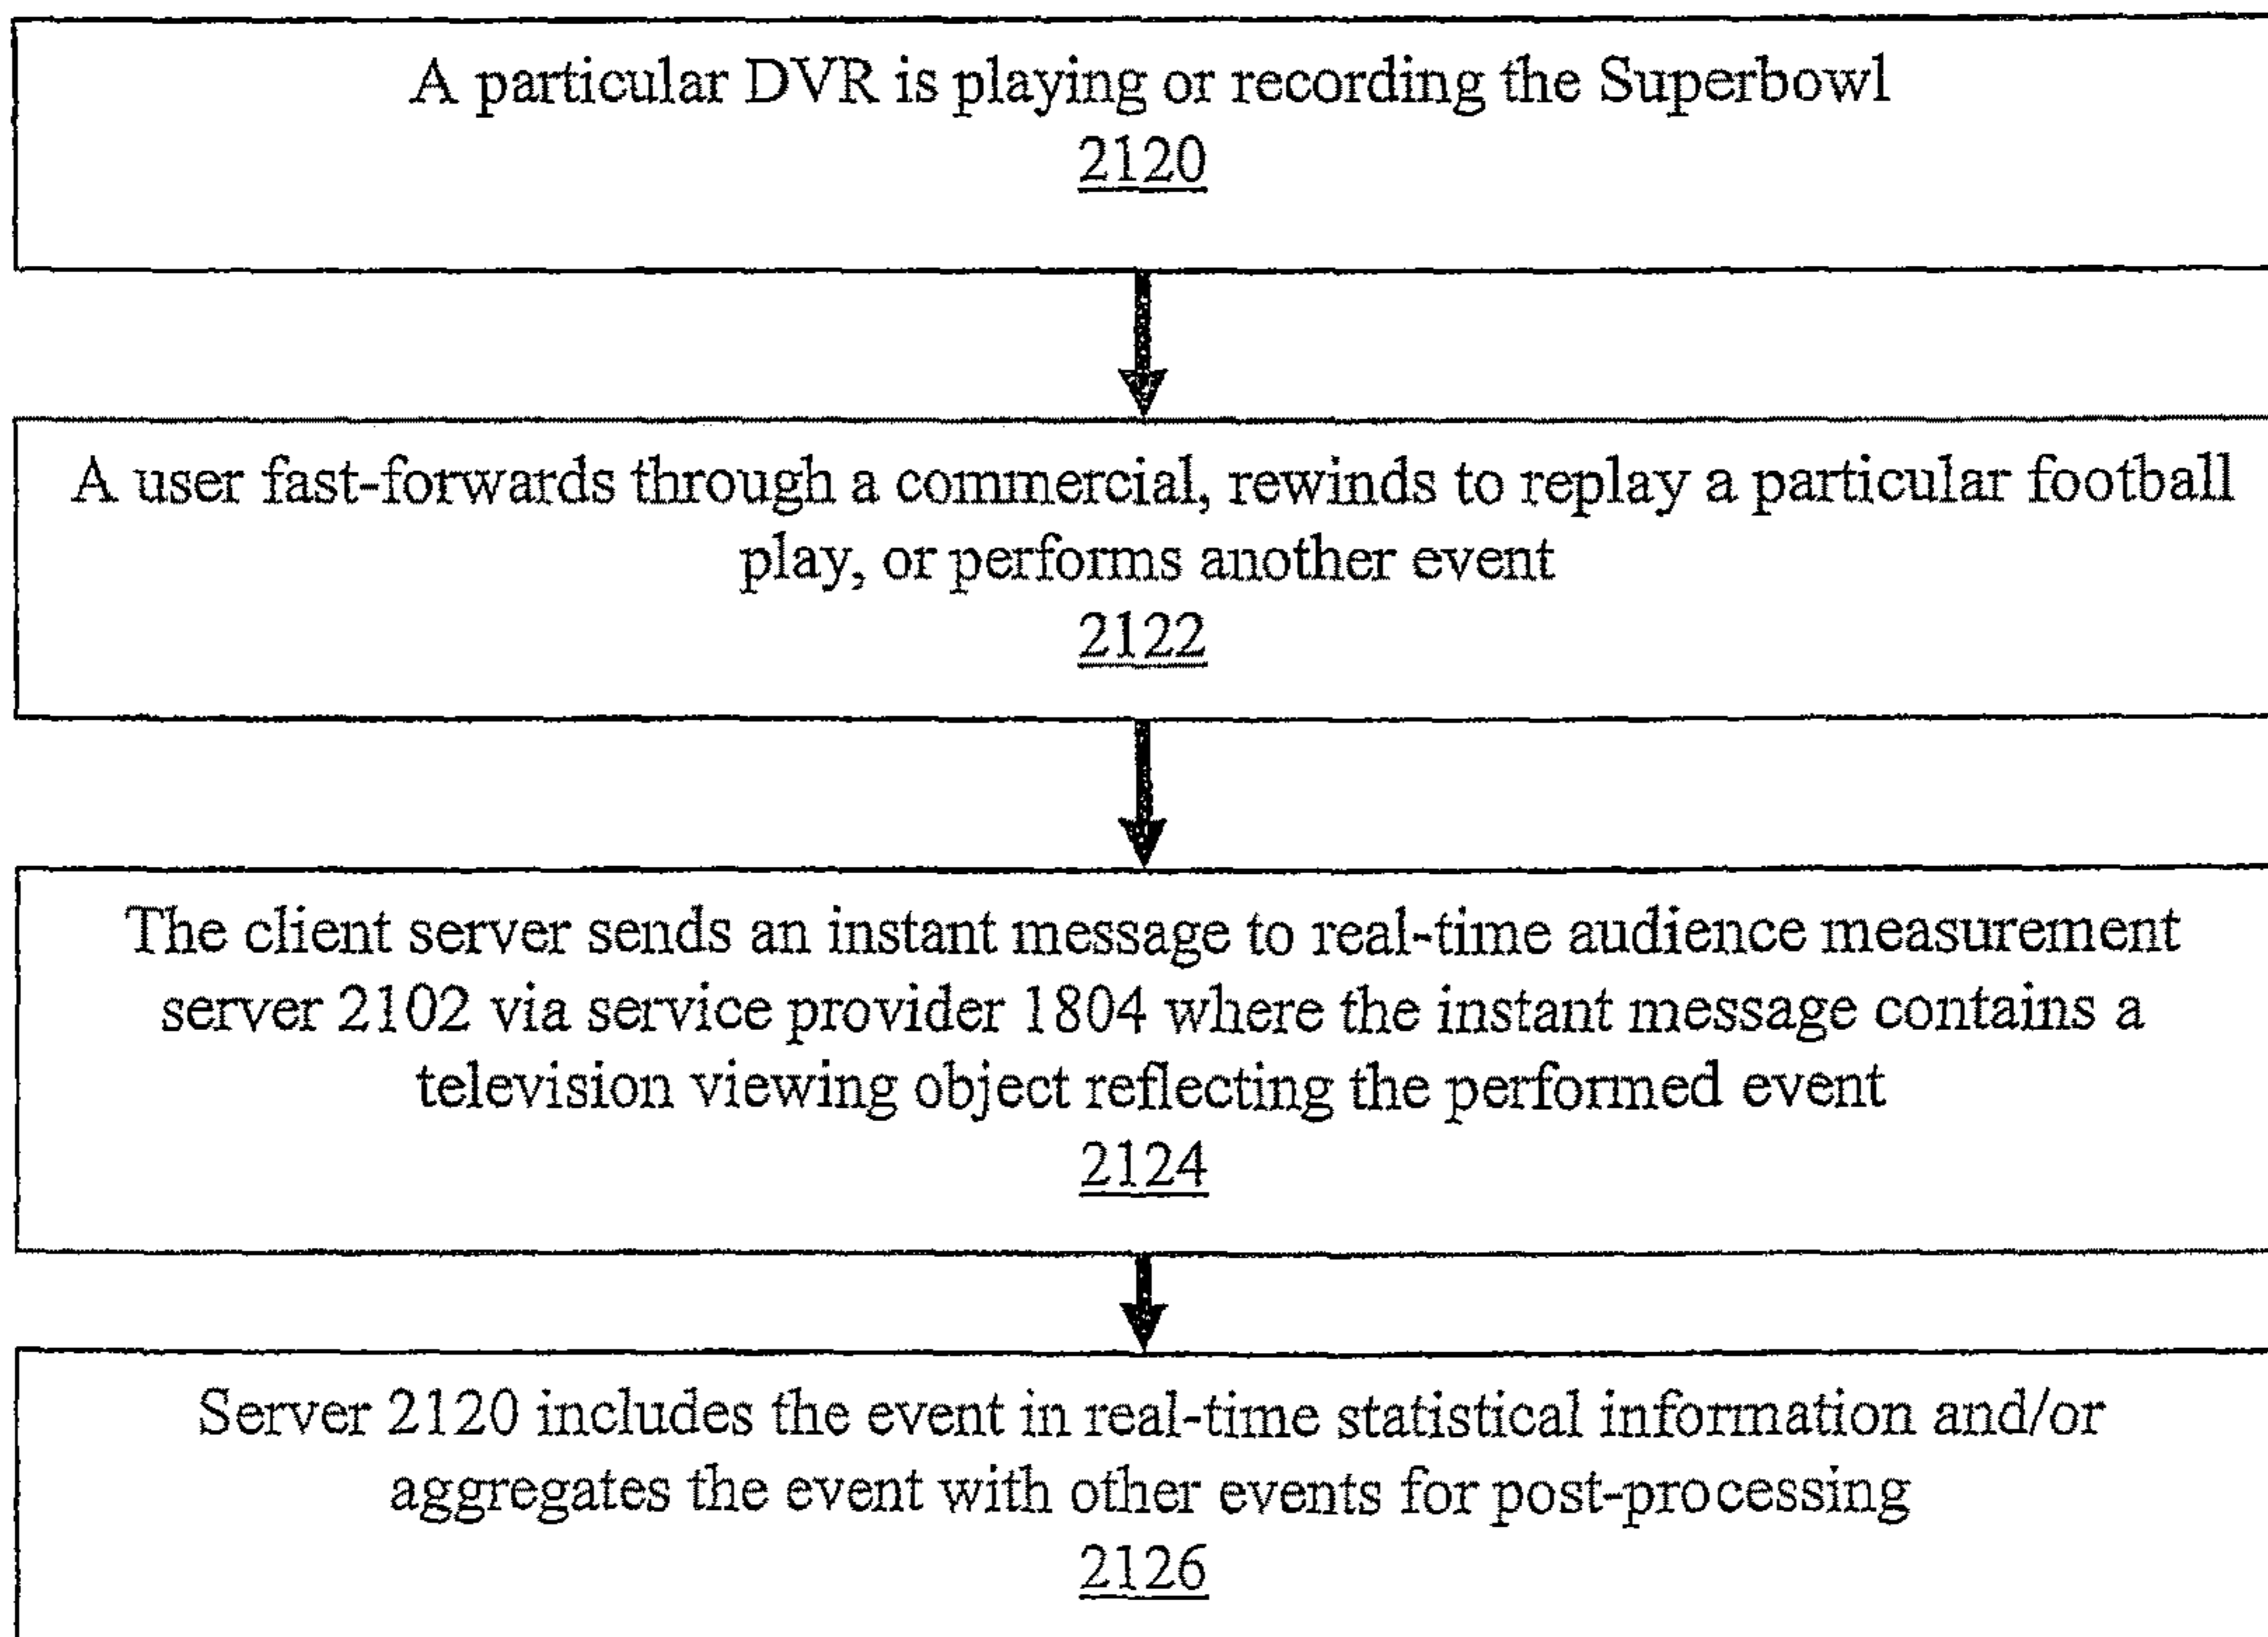 A particular DVR is playing or recording the Superbowl
2120
A user fast-forwards through a commercial, rewinds to replay a particular football
play, or performs another event
2122
The client server sends an instant message to real-time audience measurement
server 2102 via service provider 1804 where the instant message contains a
television viewing object reflecting the performed event
2124
Server 2120 includes the event in real-time statistical information and/or
aggregates the event with other events for post-processing
2126